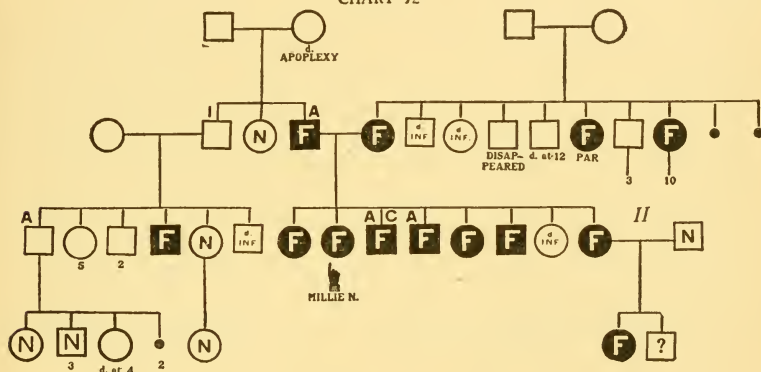 CHART
d.
APOPLEXY
I A
N F F d. INF d. INF. F F
DISAP- d. at 12 PAR 3 10
PEARED
A A C A II
F N d. INF F F F F F F d. INF F N
5 2
MILLIE N.
N N N F ?
3 d. at 4 2